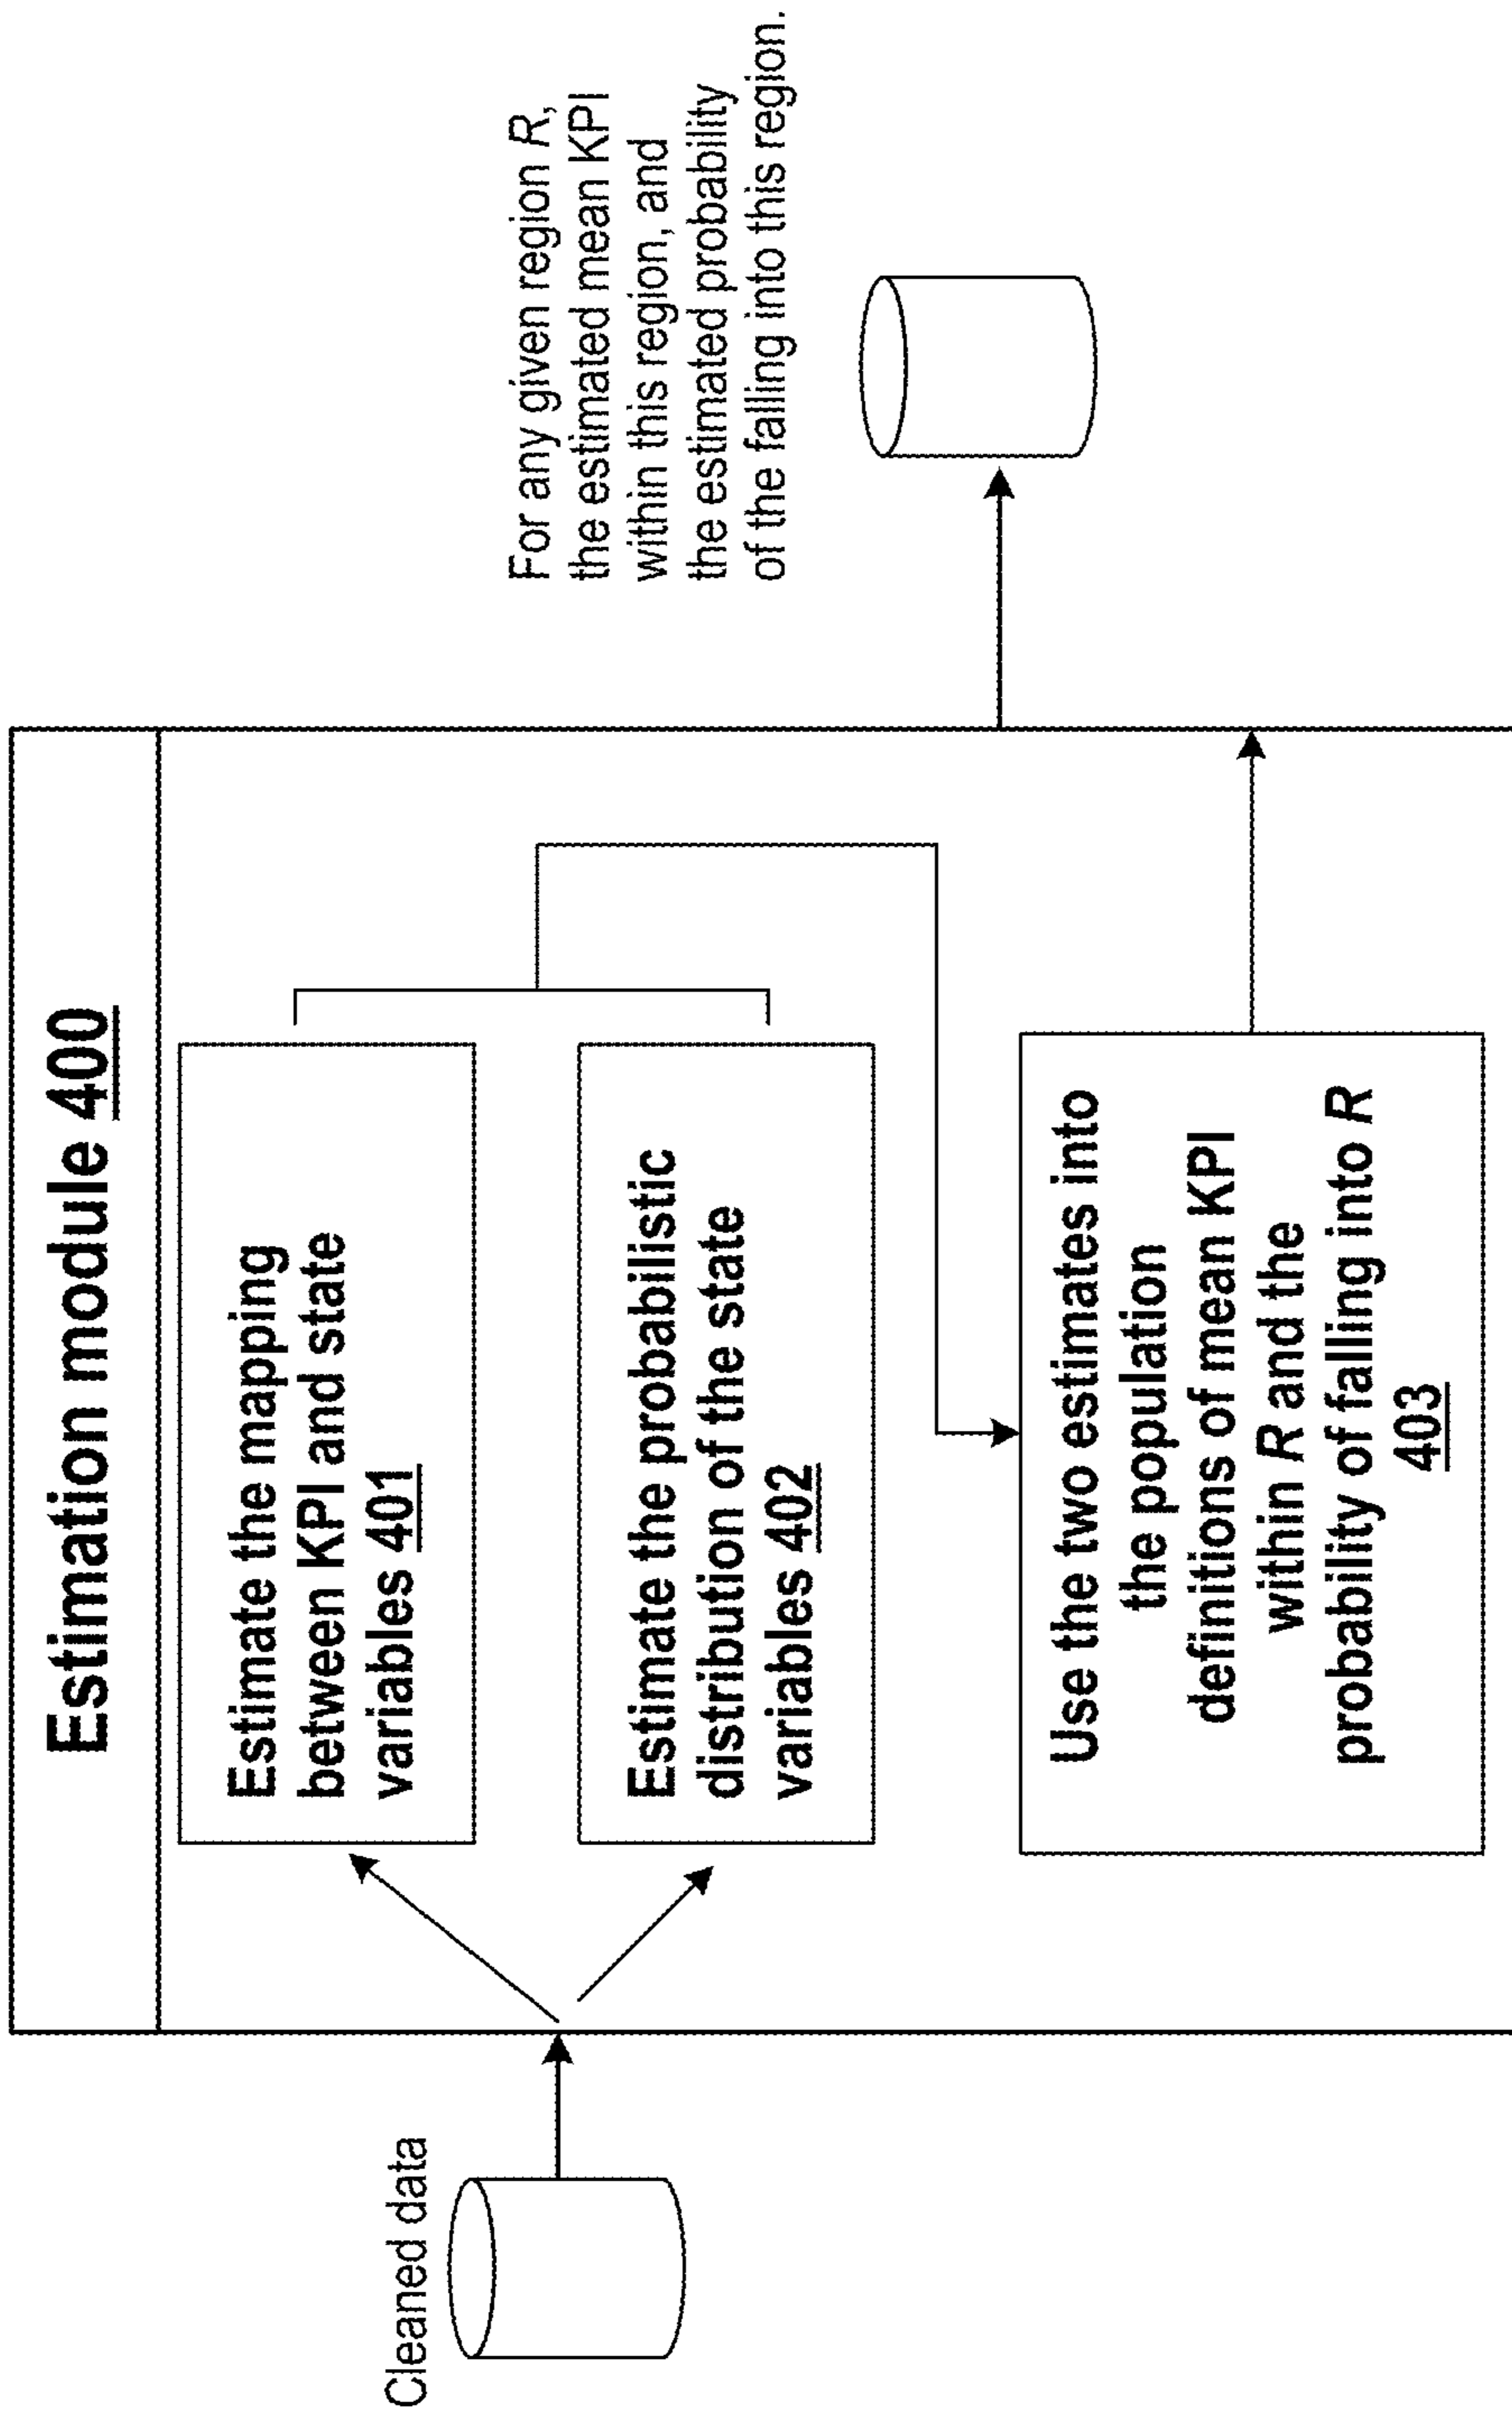 Estimation module 400
Cleaned data
Estimate the mapping
between KPI and state
variables 401
Estimate the probabilistic
distribution of the state
variables 402
Use the two estimates into
the population
definitions of mean KPI
within R and the
probability of falling into R
403
For any given region R,
the estimated mean KPI
within this region, and
the estimated probability
of the falling into this region.